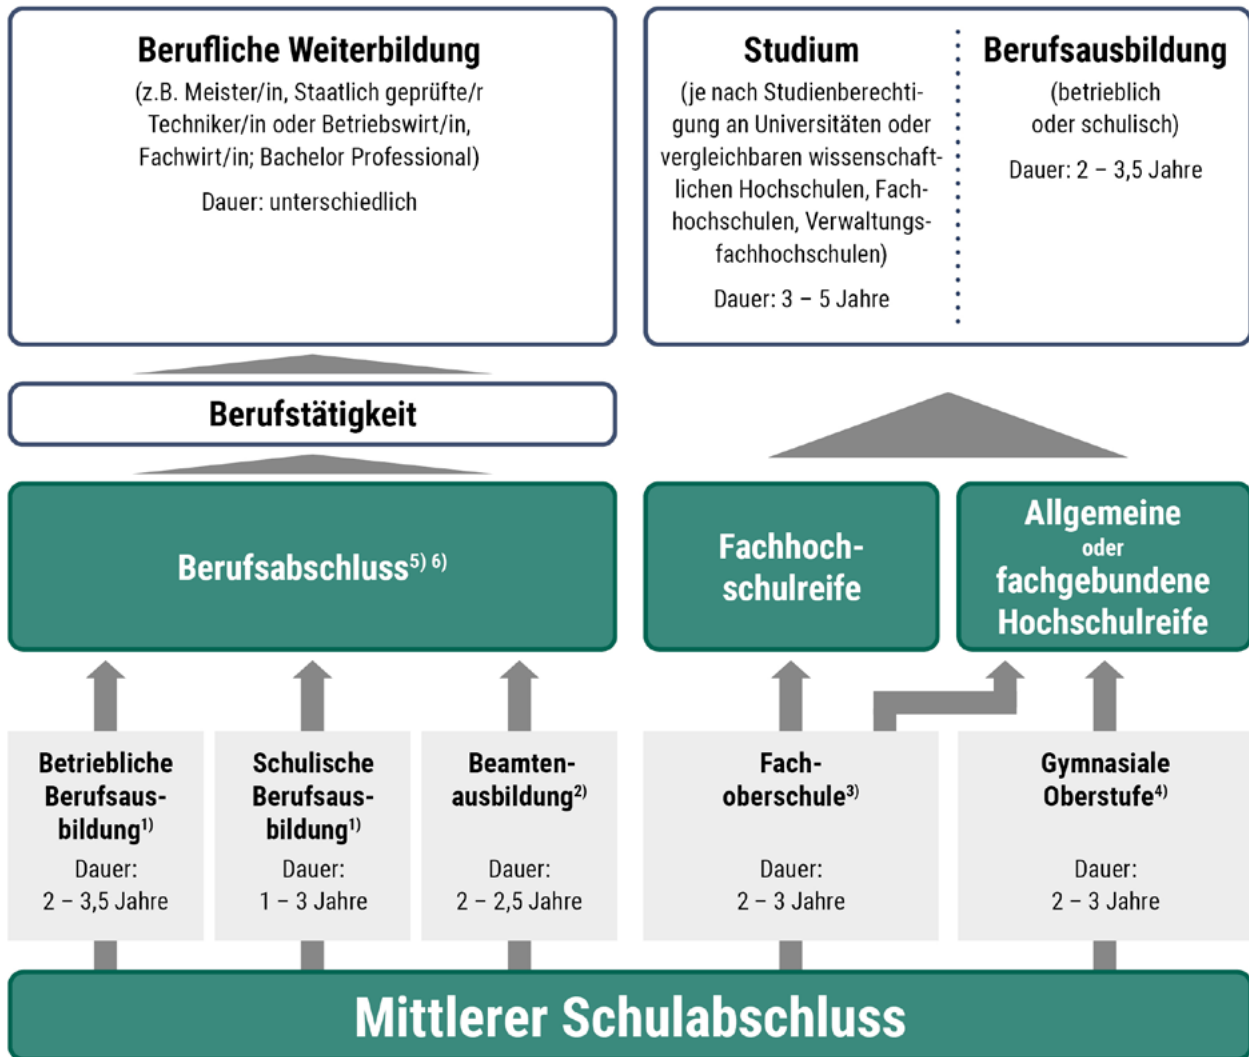 Berufliche Weiterbildung
(z.B. Meister/in, Staatlich geprüfte/r
Techniker/in oder Betriebswirt/in,
Fachwirt/in; Bachelor Professional)
Dauer: unterschiedlich
Studium
(je nach Studienberechti-
gung an Universitäten oder
vergleichbaren wissenschaft-
lichen Hochschulen, Fach-
hochschulen, Verwaltungs-
fachhochschulen)
Dauer: 3 – 5 Jahre
Berufsausbildung
(betrieblich
oder schulisch)
Dauer: 2 – 3,5 Jahre
Berufstätigkeit
Berufsabschluss5) 6)
Fachhoch-
schulreife
Allgemeine
oder
fachgebundene
Hochschulreife
Betriebliche
Berufsaus-
bildung1)
Dauer:
2 – 3,5 Jahre
Schulische
Berufsaus-
bildung1)
Dauer:
1 – 3 Jahre
Beamten-
ausbildung2)
Dauer:
2 – 2,5 Jahre
Fach-
oberschule3)
Dauer:
2 – 3 Jahre
Gymnasiale
Oberstufe4)
Dauer:
2 – 3 Jahre
Mittlerer Schulabschluss